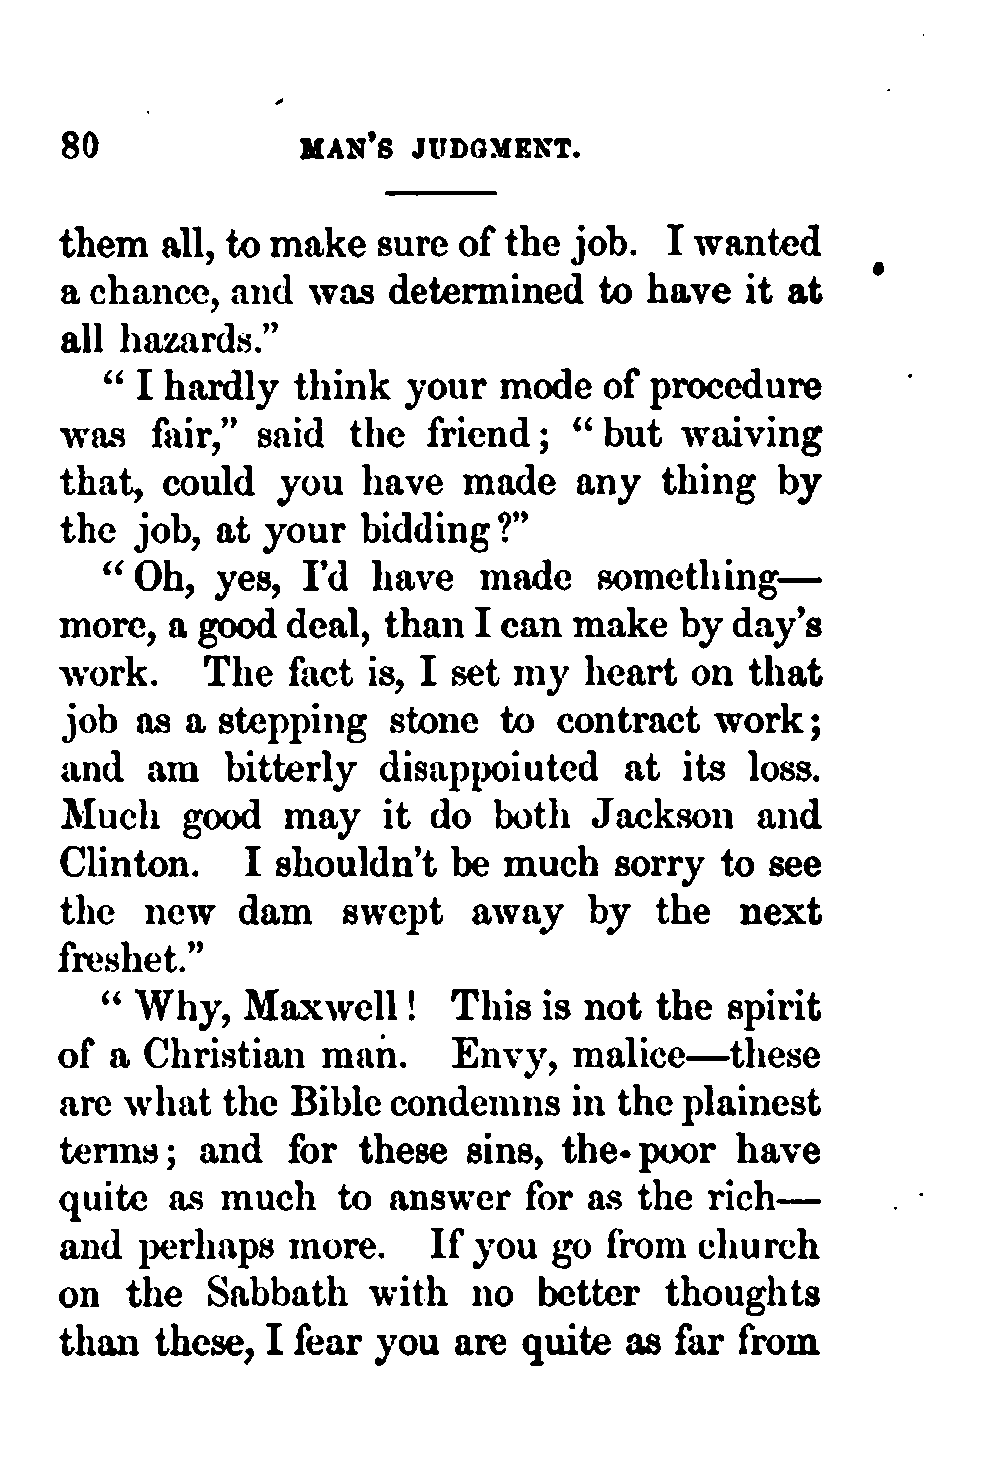 80 MAN'S JUDGMENT.
them all, to make sure of the job. I wanted
a chance, and was determined to have it at
all hazards."
" I hardly think your mode of procedure
was fair," said the friend; "but waiving
that, could you have made any thing by
the job, at your bidding?"
"Oh, yes, I'd have made something—
more, a good deal, than I can make by day's
work. The fact is, I set my heart on that
job as a stepping stone to contract work;
and am bitterly disappoiuted at its loss.
Much good may it do both Jackson and
Clinton. I shouldn't be much sorry to see
the new dam swept away by the next
freshet."
" Why, Maxwell! This is not the spirit
of a Christian man. Envy, malice—these
are what the Bible condemns in the plainest
terms; and for these sins, the poor have
quite as much to answer for as the rich—
and perhaps more. If you go from church
on the Sabbath with no better thoughts
than these, I fear you are quite as far from